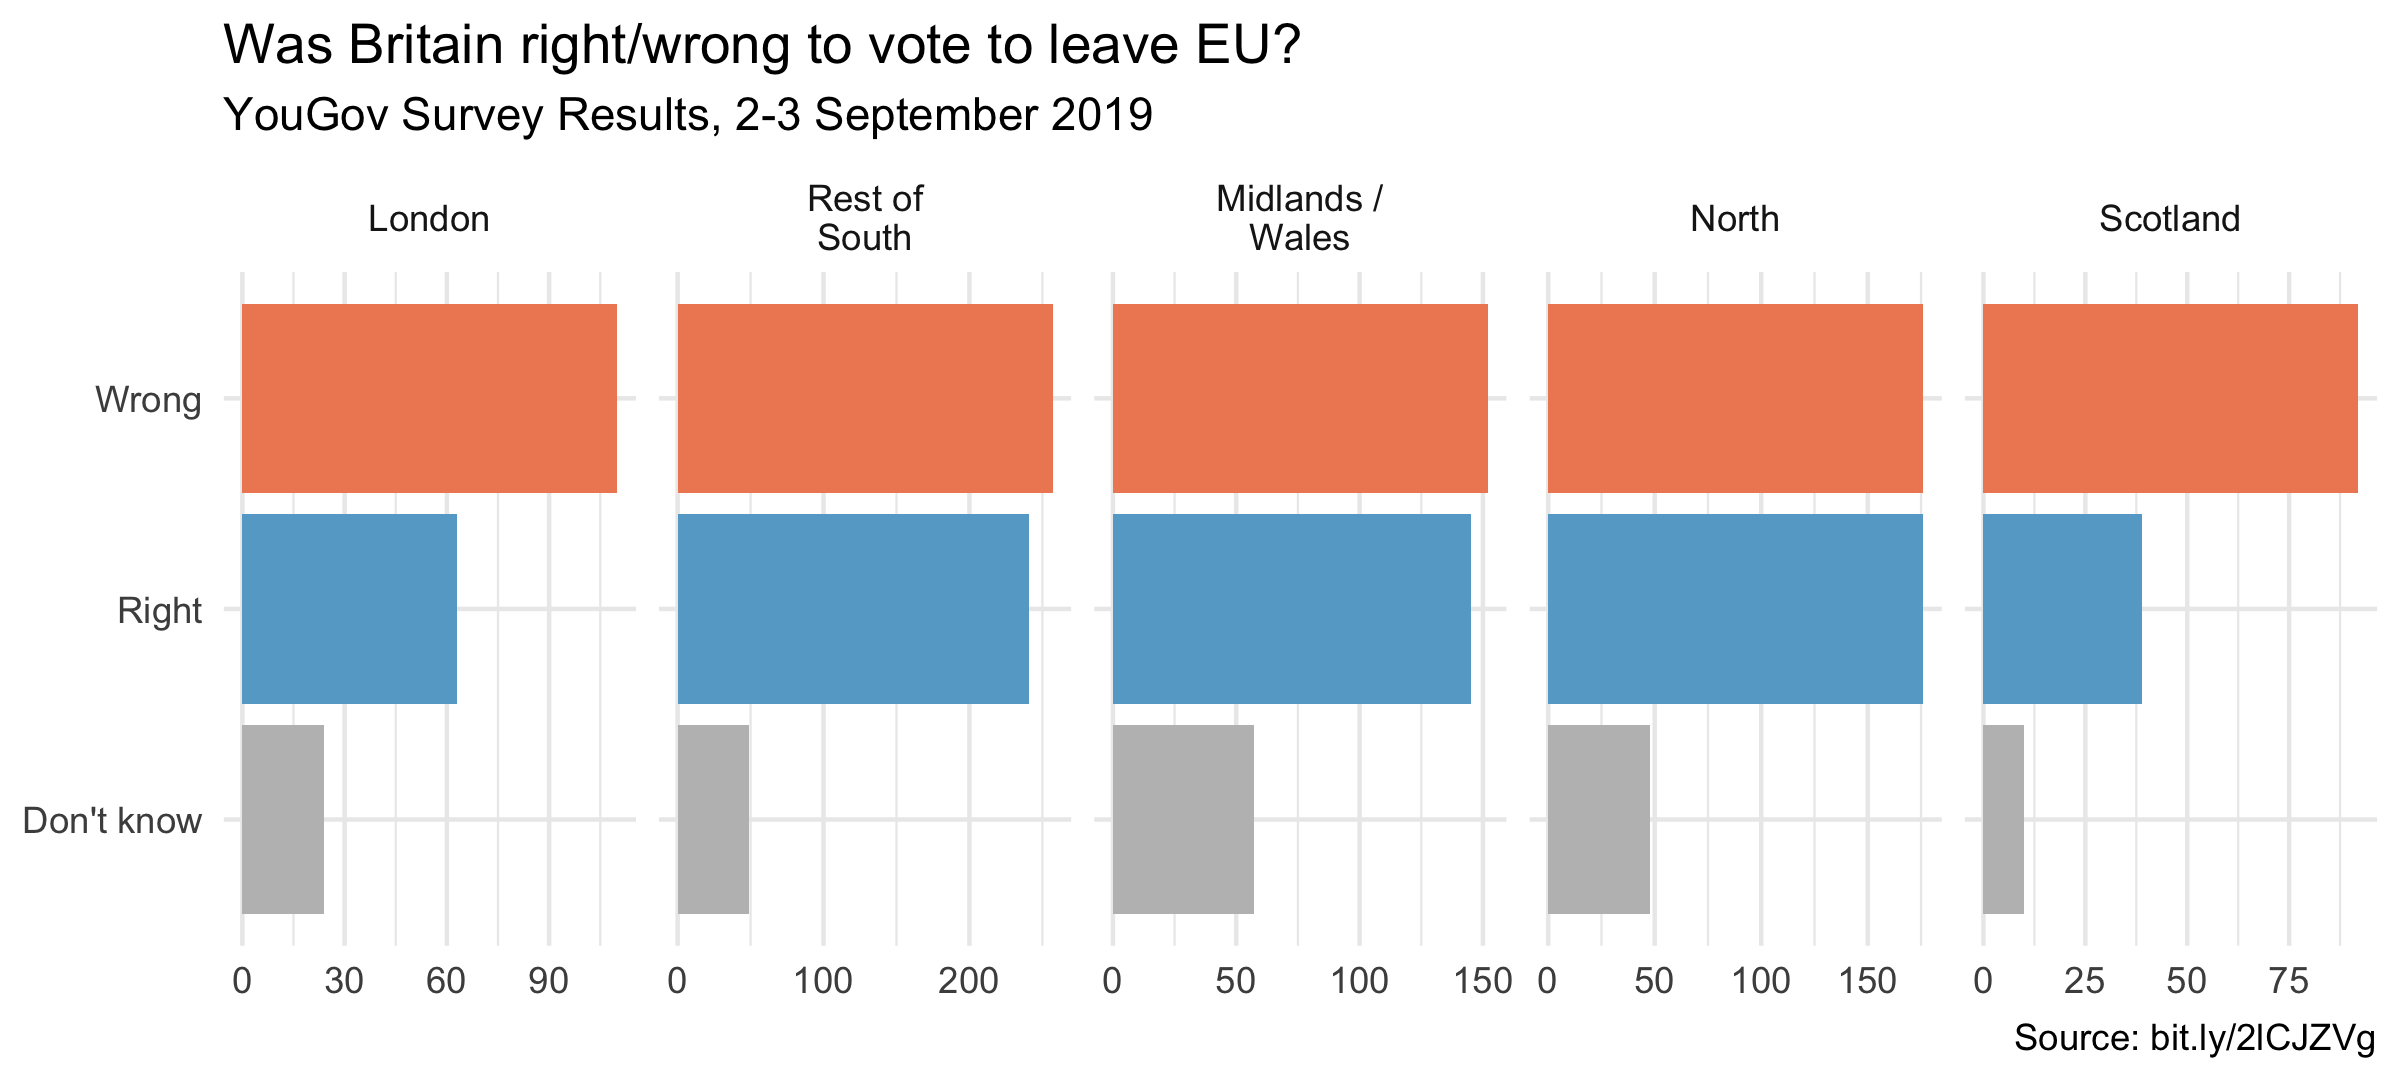 Was Britain right/wrong to vote to leave EU?
YouGov Survey Results, 2-3 September 2019
London
Rest of
South
Midlands /
Wales
North
Scotland
Wrong
Right
Don't know
0 30 60 90
0 100 200
0 50 100 150
0 50 100 150
0 25 50 75
Source: bit.ly/2lCJZVg